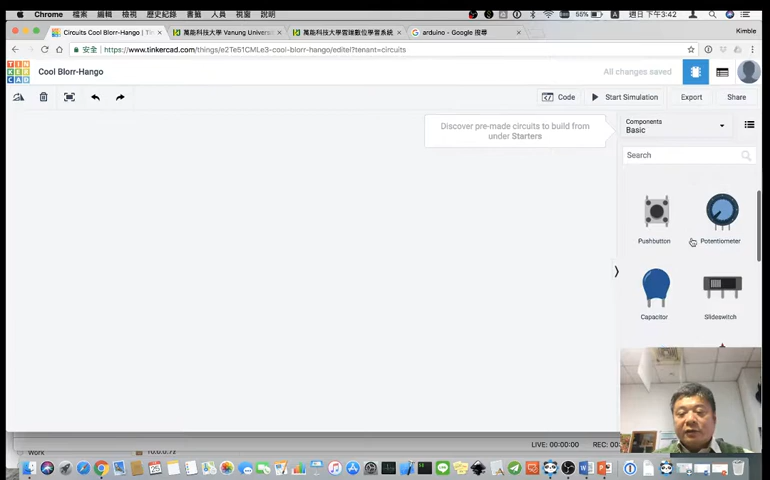 Chrome 檔案 編輯 檢視 歷史紀錄 書籤 人員 視窗 說明 55% 週日下午3:42
Circuits Cool Blorr-Hango | Tin 萬能科技大學 Vanung Universit 萬能科技大學雲端數位學習系統 arduino - Google 搜尋 Kimble
安全 https://www.tinkercad.com/things/e2Te51CMLe3-cool-blorr-hango/editel?tenant=circuits
TIN
KER
CAD
Cool Blorr-Hango All changes saved
Code Start Simulation Export Share
Discover pre-made circuits to build from
under Starters
Components
Basic
Search
Pushbutton Potentiometer
Capacitor Slideswitch
LIVE: 00:00:00 REC: 00:
Work